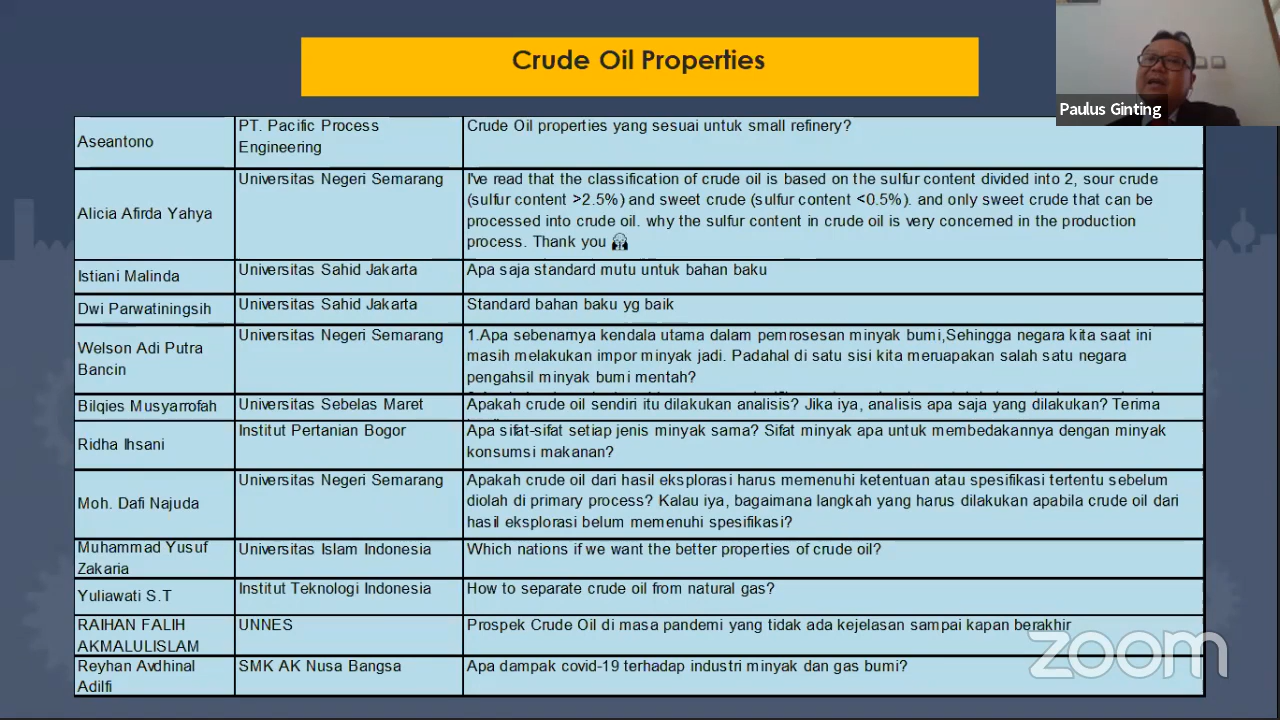 Crude Oil Properties
Paulus Ginting
Aseantono
PT. Pacific Process
Engineering
Crude Oil properties yang sesuai untuk small refinery?
Alicia Afirda Yahya
Universitas Negeri Semarang
I've read that the classification of crude oil is based on the sulfur content divided into 2, sour crude
(sulfur content >2.5%) and sweet crude (sulfur content <0.5%). and only sweet crude that can be
processed into crude oil. why the sulfur content in crude oil is very concerned in the production
process. Thank you
Istiani Malinda
Universitas Sahid Jakarta
Apa saja standard mutu untuk bahan baku
Dwi Parwatiningsih
Universitas Sahid Jakarta
Standard bahan baku yg baik
Welson Adi Putra
Bancin
Universitas Negeri Semarang
1.Apa sebenarnya kendala utama dalam pemrosesan minyak bumi,Sehingga negara kita saat ini
masih melakukan impor minyak jadi. Padahal di satu sisi kita meruapakan salah satu negara
pengahsil minyak bumi mentah?
Bilqies Musyarrofah
Universitas Sebelas Maret
Apakah crude oil sendiri itu dilakukan analisis? Jika iya, analisis apa saja yang dilakukan? Terima
Ridha Ihsani
Institut Pertanian Bogor
Apa sifat-sifat setiap jenis minyak sama? Sifat minyak apa untuk membedakannya dengan minyak
konsumsi makanan?
Moh. Dafi Najuda
Universitas Negeri Semarang
Apakah crude oil dari hasil eksplorasi harus memenuhi ketentuan atau spesifikasi tertentu sebelum
diolah di primary process? Kalau iya, bagaimana langkah yang harus dilakukan apabila crude oil dari
hasil eksplorasi belum memenuhi spesifikasi?
Muhammad Yusuf
Zakaria
Universitas Islam Indonesia
Which nations if we want the better properties of crude oil?
Yuliawati S.T
Institut Teknologi Indonesia
How to separate crude oil from natural gas?
RAIHAN FALIH
AKMALULISLAM
UNNES
Prospek Crude Oil di masa pandemi yang tidak ada kejelasan sampai kapan berakhir
Reyhan Avdhinal
Adilfi
SMK AK Nusa Bangsa
Apa dampak covid-19 terhadap industri minyak dan gas bumi?
zoom